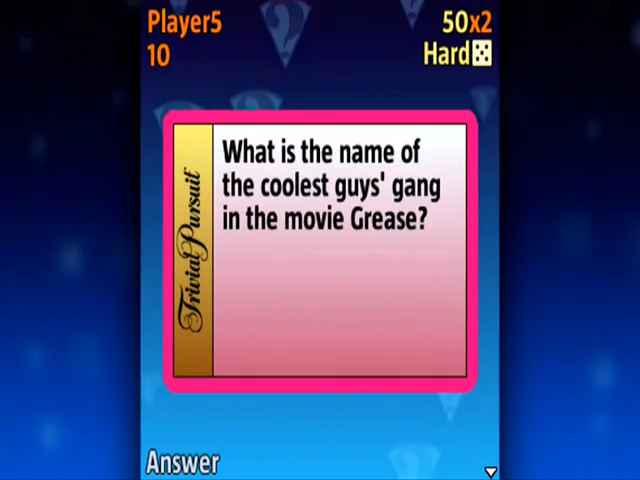 Player5
50x2
10
Hard
Trivial Pursuit
What is the name of
the coolest guys' gang
in the movie Grease?
Answer